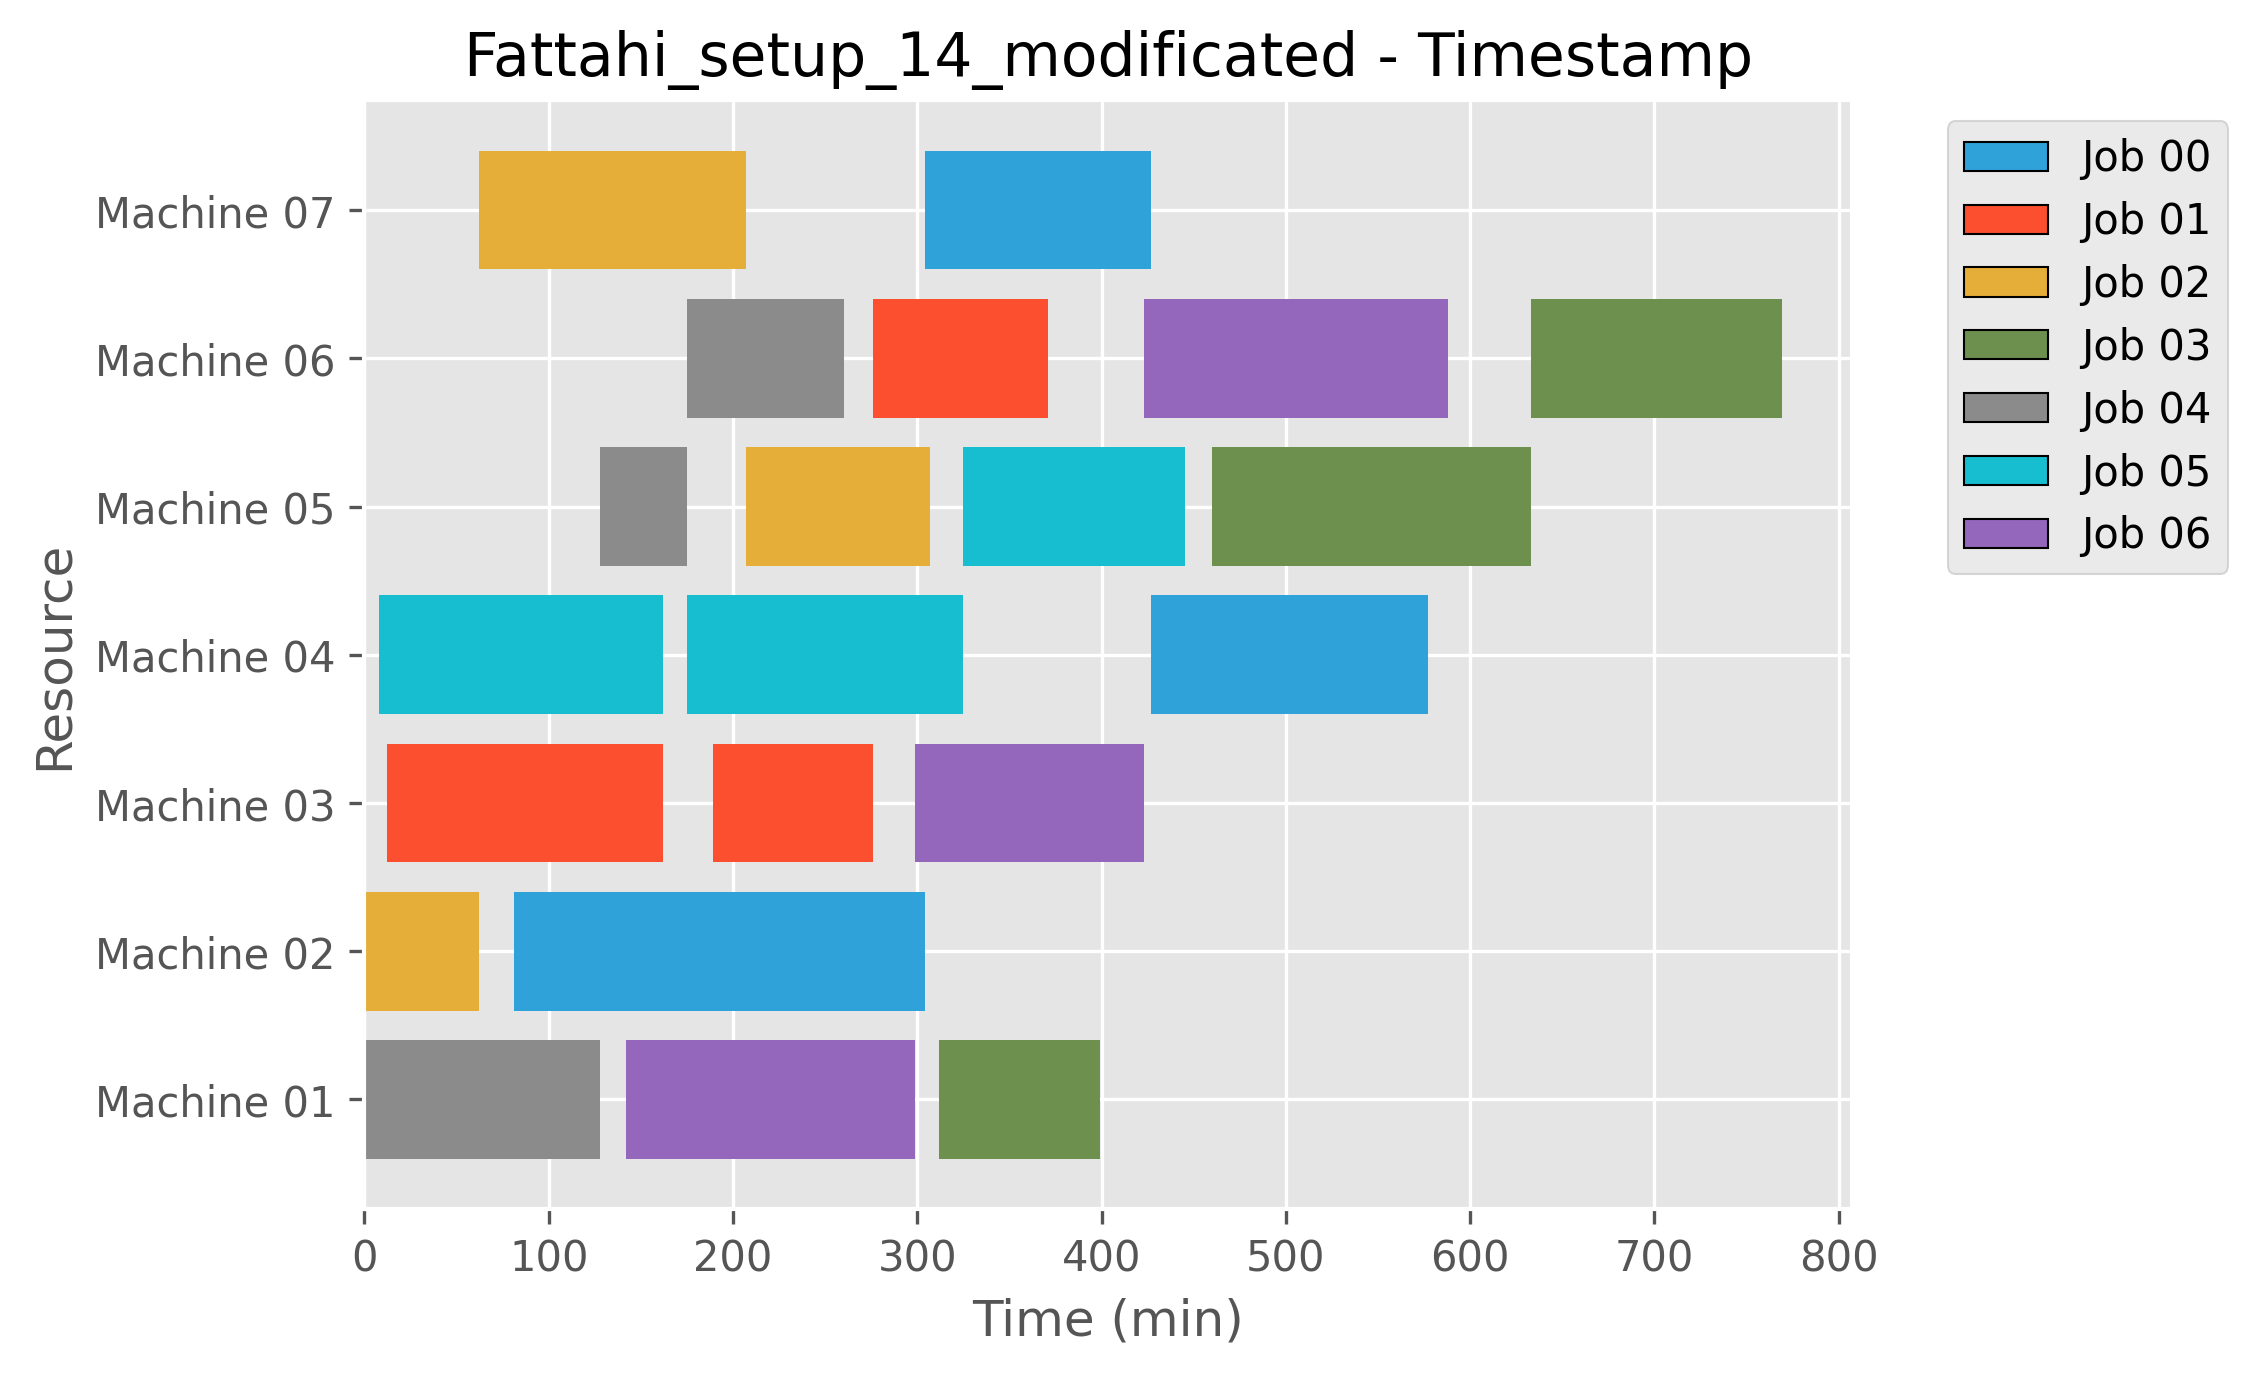 Fattahi_setup_14_modificated - Timestamp
Machine 07
Machine 06
Machine 05
Machine 04
Machine 03
Machine 02
Machine 01
Resource
0 100 200 300 400 500 600 700 800
Time (min)
Job 00
Job 01
Job 02
Job 03
Job 04
Job 05
Job 06